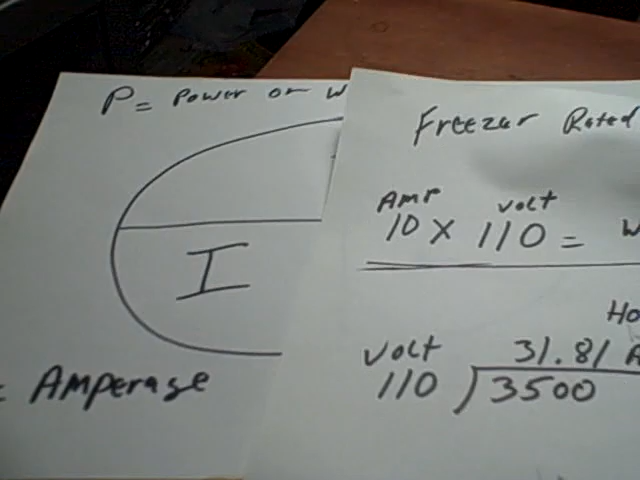 P = Power or W
I
= Amperage
Freezer Rated
Amp volt
10 X 110 = W
Ho
volt 31.81 A
110 3500